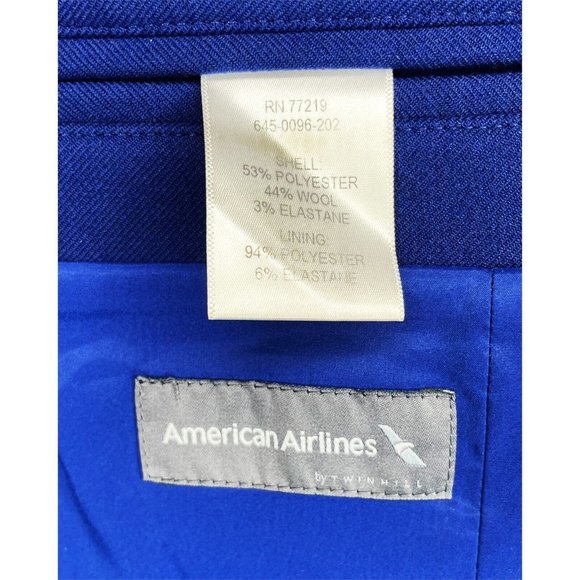 RN 77219
645-0096-202
SHELL:
53% POLYESTER
44% WOOL
3% ELASTANE
LINING
94% POLYESTER
6% ELASTANE
American Airlines
by TWINHILL